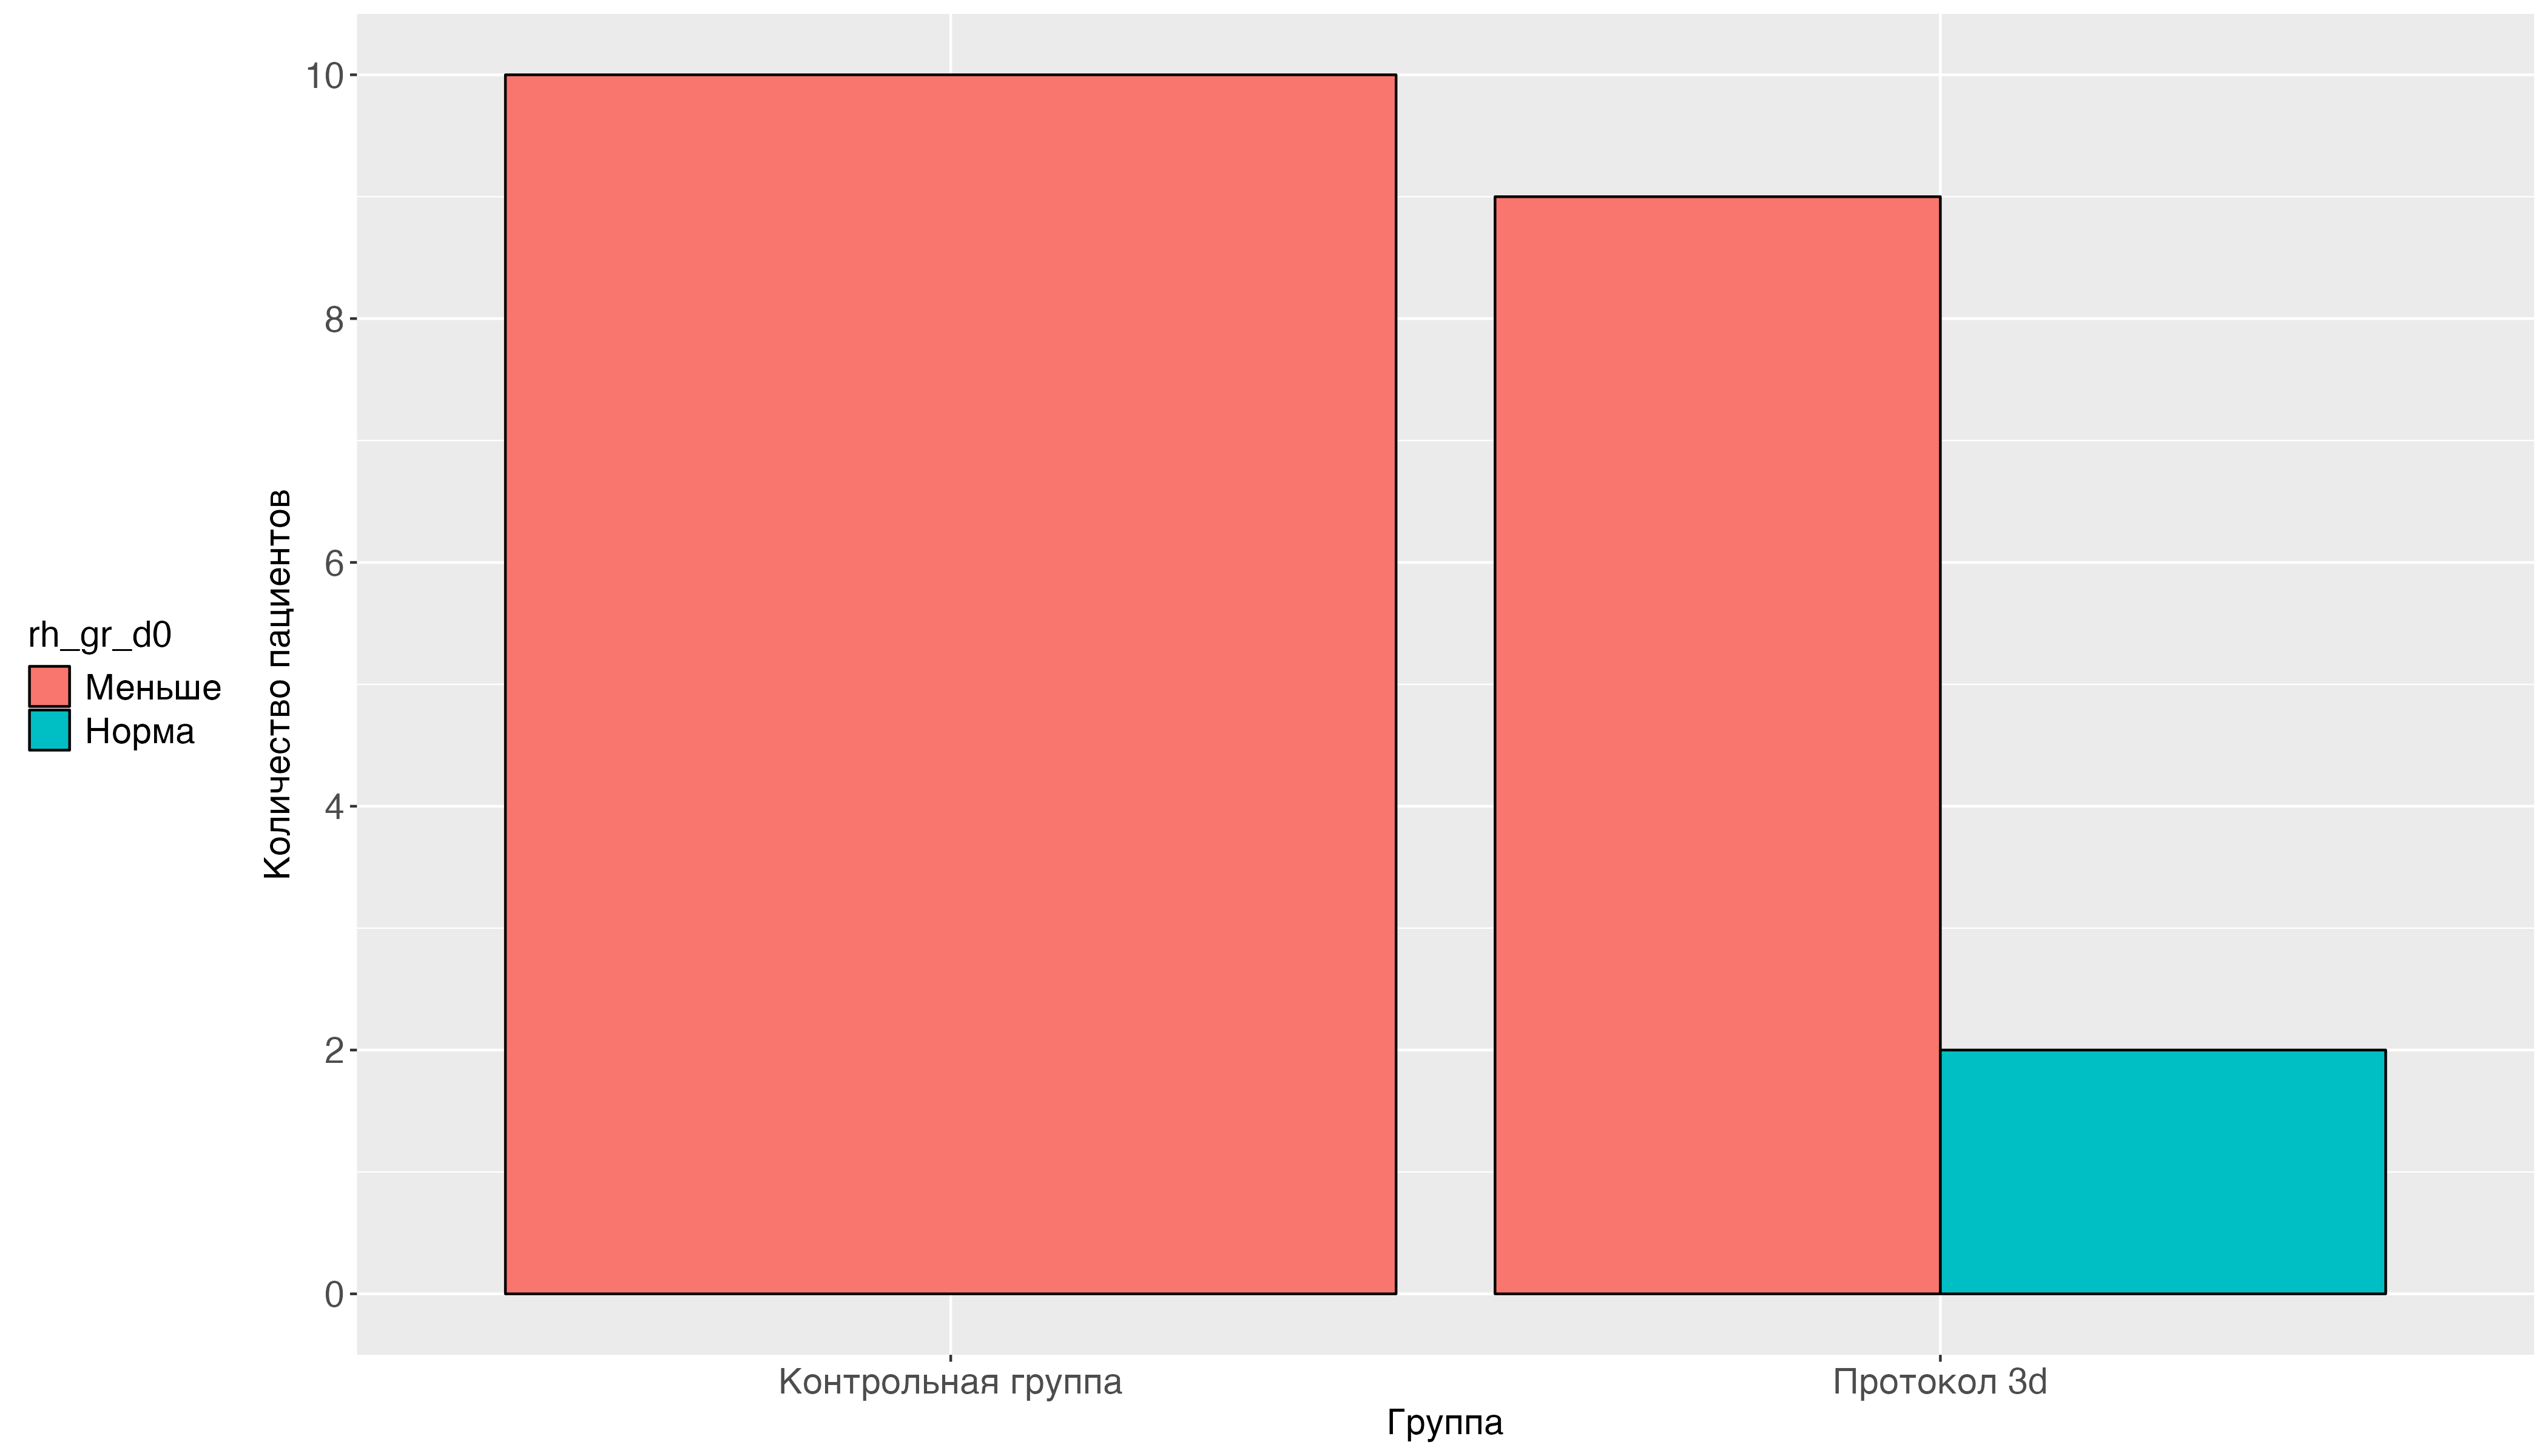 rh_gr_d0
Меньше
Норма
Количество пациентов
10
8
6
4
2
0
Контрольная группа
Протокол 3d
Группа